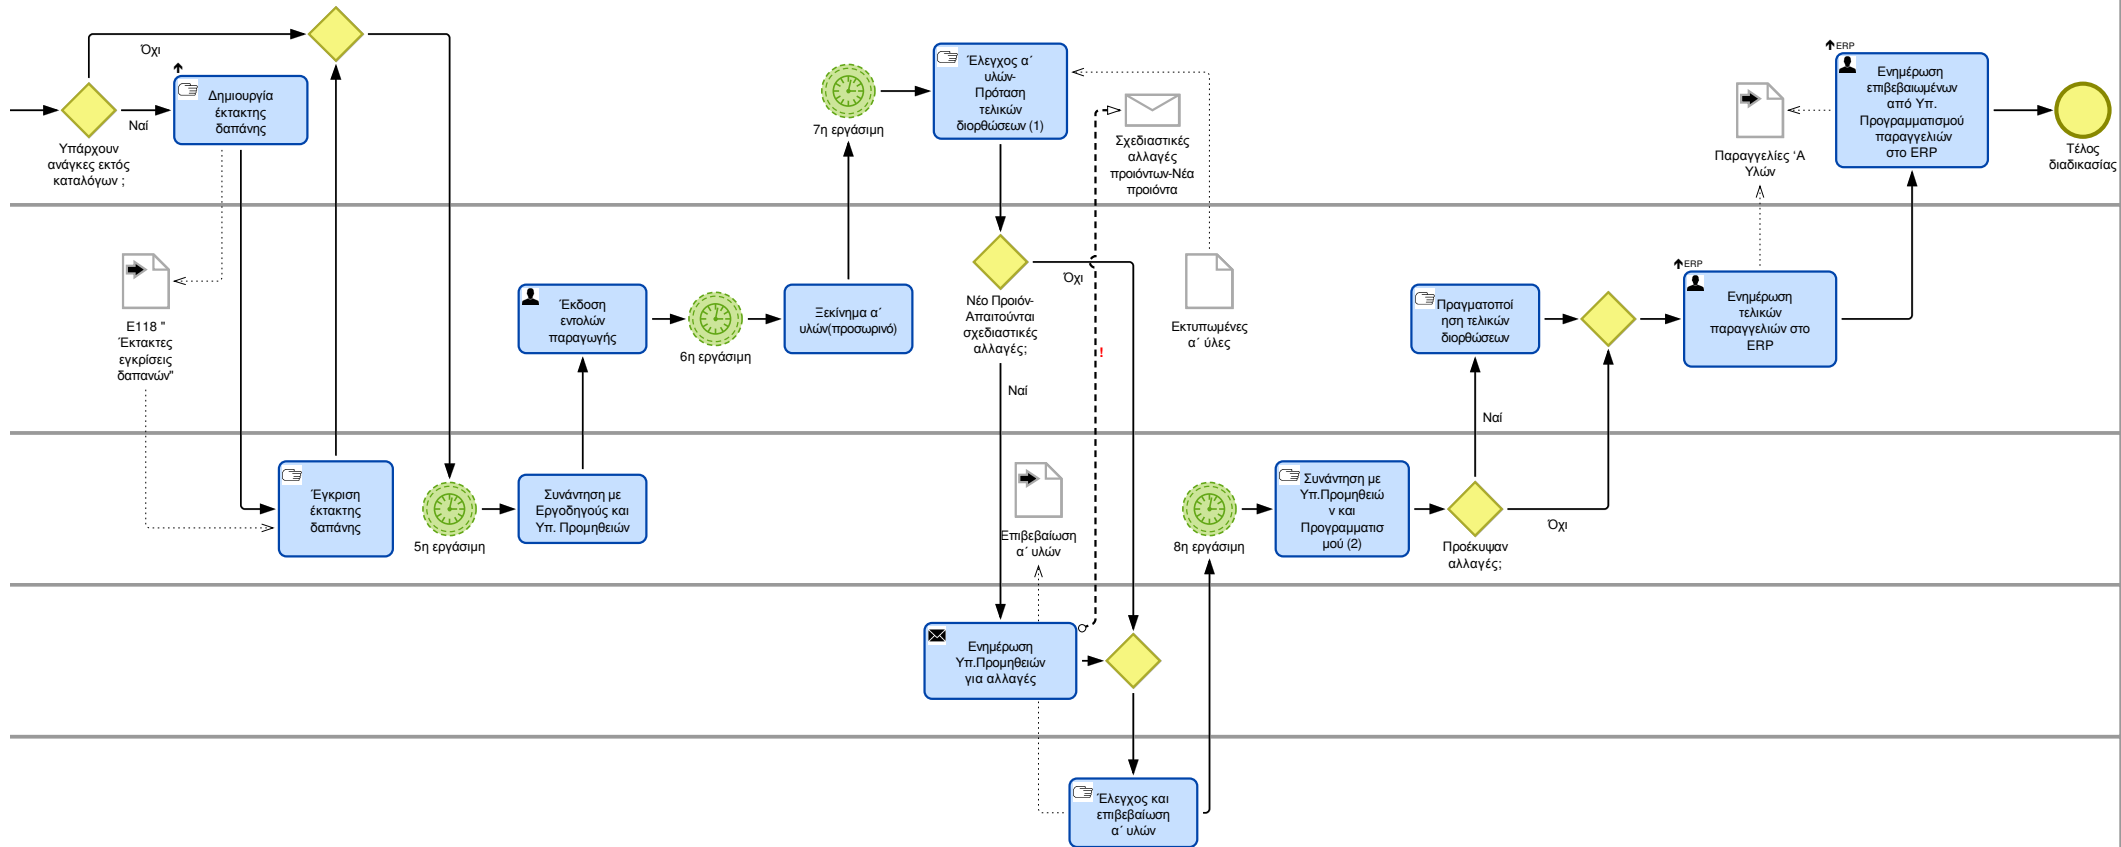 Όχι
Ναί
Υπάρχουν
ανάγκες εκτός
καταλόγων ;
Δημιουργία
έκτακτης
δαπάνης
7η εργάσιμη
Έλεγχος α΄
υλών-
Πρόταση
τελικών
διορθώσεων (1)
Σχεδιαστικές
αλλαγές
προιόντων-Νέα
προιόντα
Παραγγελίες 'Α
Υλών
ERP
Ενημέρωση
επιβεβαιωμένων
από Υπ.
Προγραμματισμού
παραγγελιών
στο ERP
Τέλος
διαδικασίας
Ε118 "
Έκτακτες
εγκρίσεις
δαπανών"
Έκδοση
εντολών
παραγωγής
6η εργάσιμη
Ξεκίνημα α΄
υλών(προσωρινό)
Νέο Προιόν-
Απαιτούνται
σχεδιαστικές
αλλαγές;
Όχι
Ναί
!
Εκτυπωμένες
α΄ ύλες
Πραγματοποί
ηση τελικών
διορθώσεων
Ναί
ERP
Ενημέρωση
τελικών
παραγγελιών στο
ERP
Έγκριση
έκτακτης
δαπάνης
5η εργάσιμη
Συνάντηση με
Εργοδηγούς και
Υπ. Προμηθειών
Επιβεβαίωση
α΄ υλών
8η εργάσιμη
Συνάντηση με
Υπ.Προμηθειώ
ν και
Προγραμματισ
μού (2)
Προέκυψαν
αλλαγές;
Όχι
Ενημέρωση
Υπ.Προμηθειών
για αλλαγές
Έλεγχος και
επιβεβαίωση
α΄ υλών